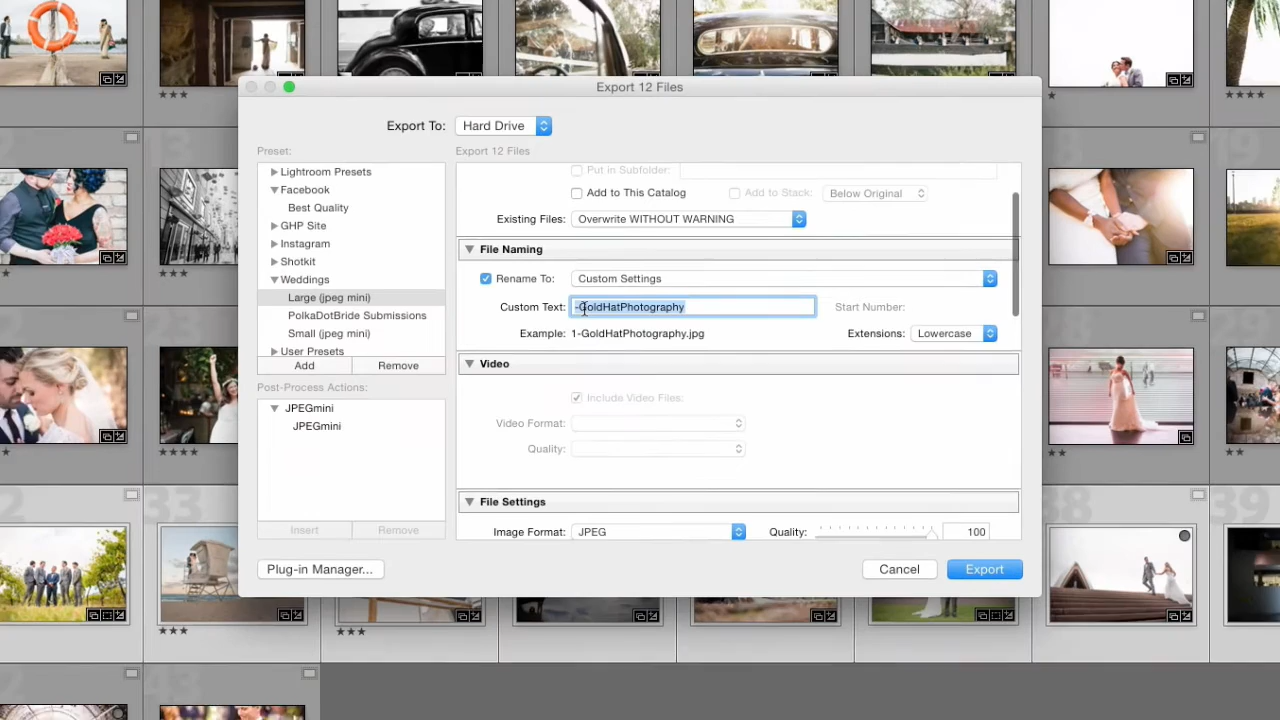 Export 12 Files
Export To: Hard Drive
Preset:
Lightroom Presets
Facebook
Best Quality
GHP Site
Instagram
Shotkit
Weddings
Large (jpeg mini)
PolkaDotBride Submissions
Small (jpeg mini)
User Presets
Add Remove
Post-Process Actions:
JPEGmini
JPEGmini
Insert Remove
Plug-in Manager...
Export 12 Files
Put in Subfolder:
Add to This Catalog Add to Stack: Below Original
Existing Files: Overwrite WITHOUT WARNING
File Naming
Rename To: Custom Settings
Custom Text: -GoldHatPhotography Start Number:
Example: 1-GoldHatPhotography.jpg Extensions: Lowercase
Video
Include Video Files:
Video Format:
Quality:
File Settings
Image Format: JPEG Quality: 100
Cancel Export
33
38
39